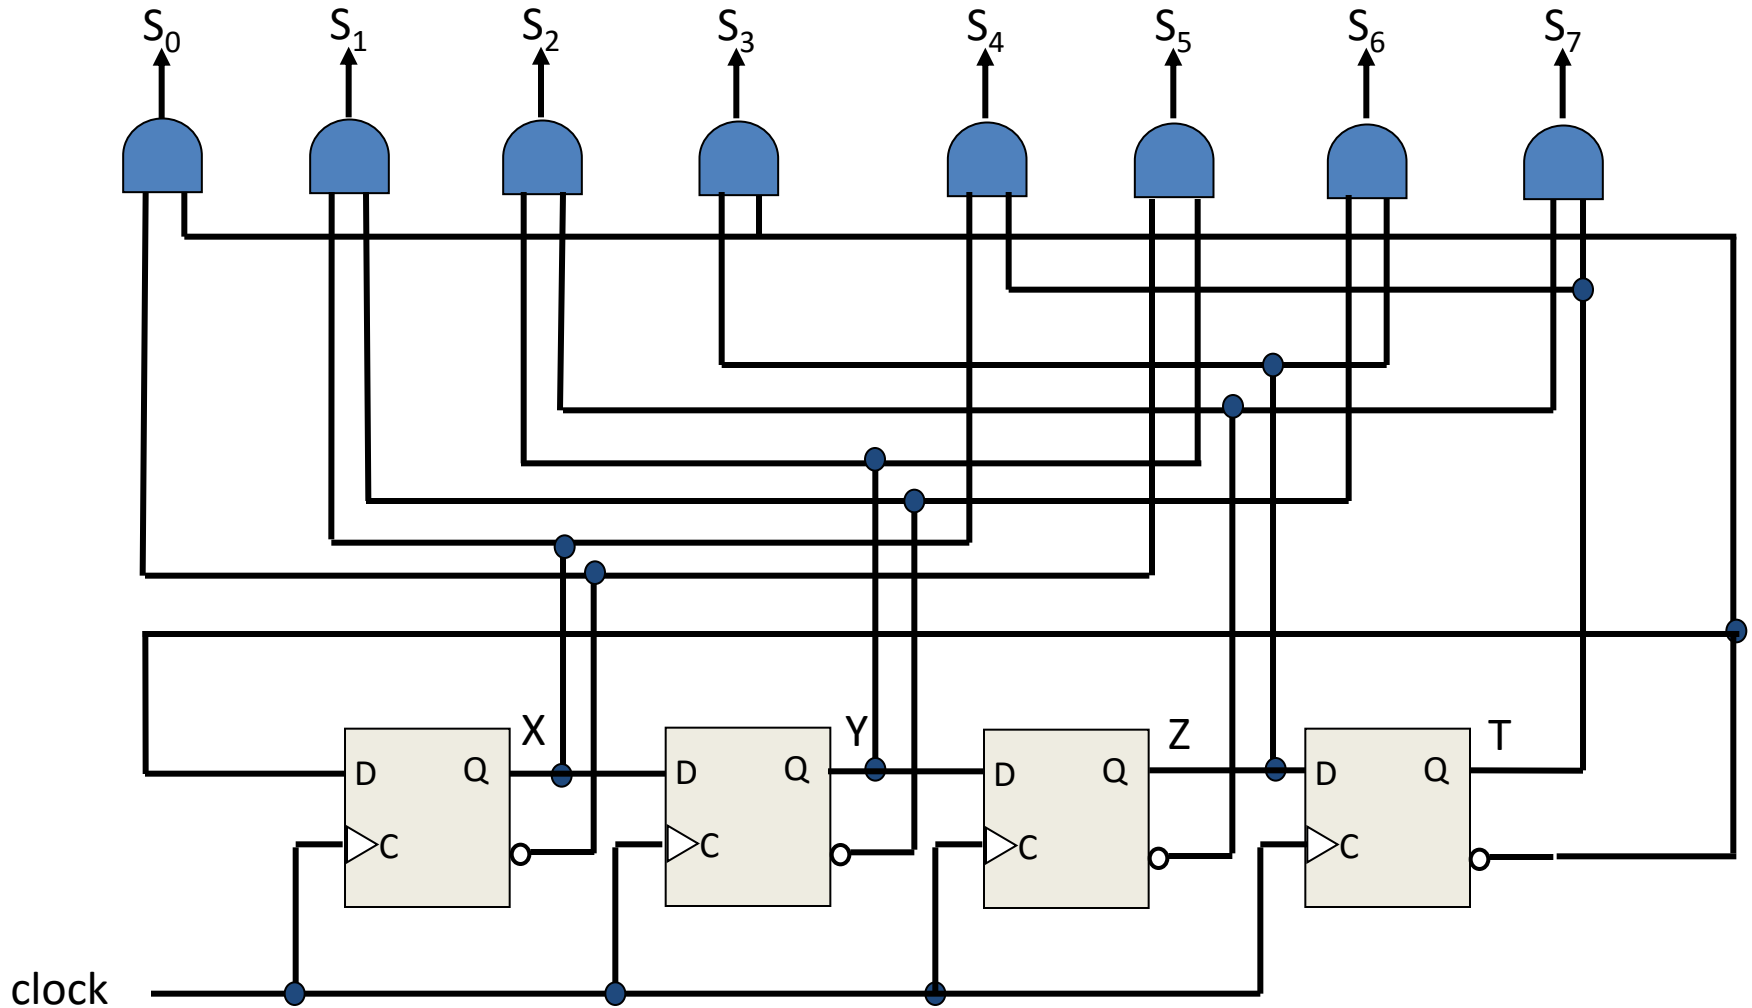 S0 S1 S2 S3 S4 S5 S6 S7
X Y Z T
D Q D Q D Q D Q
C C C C
clock